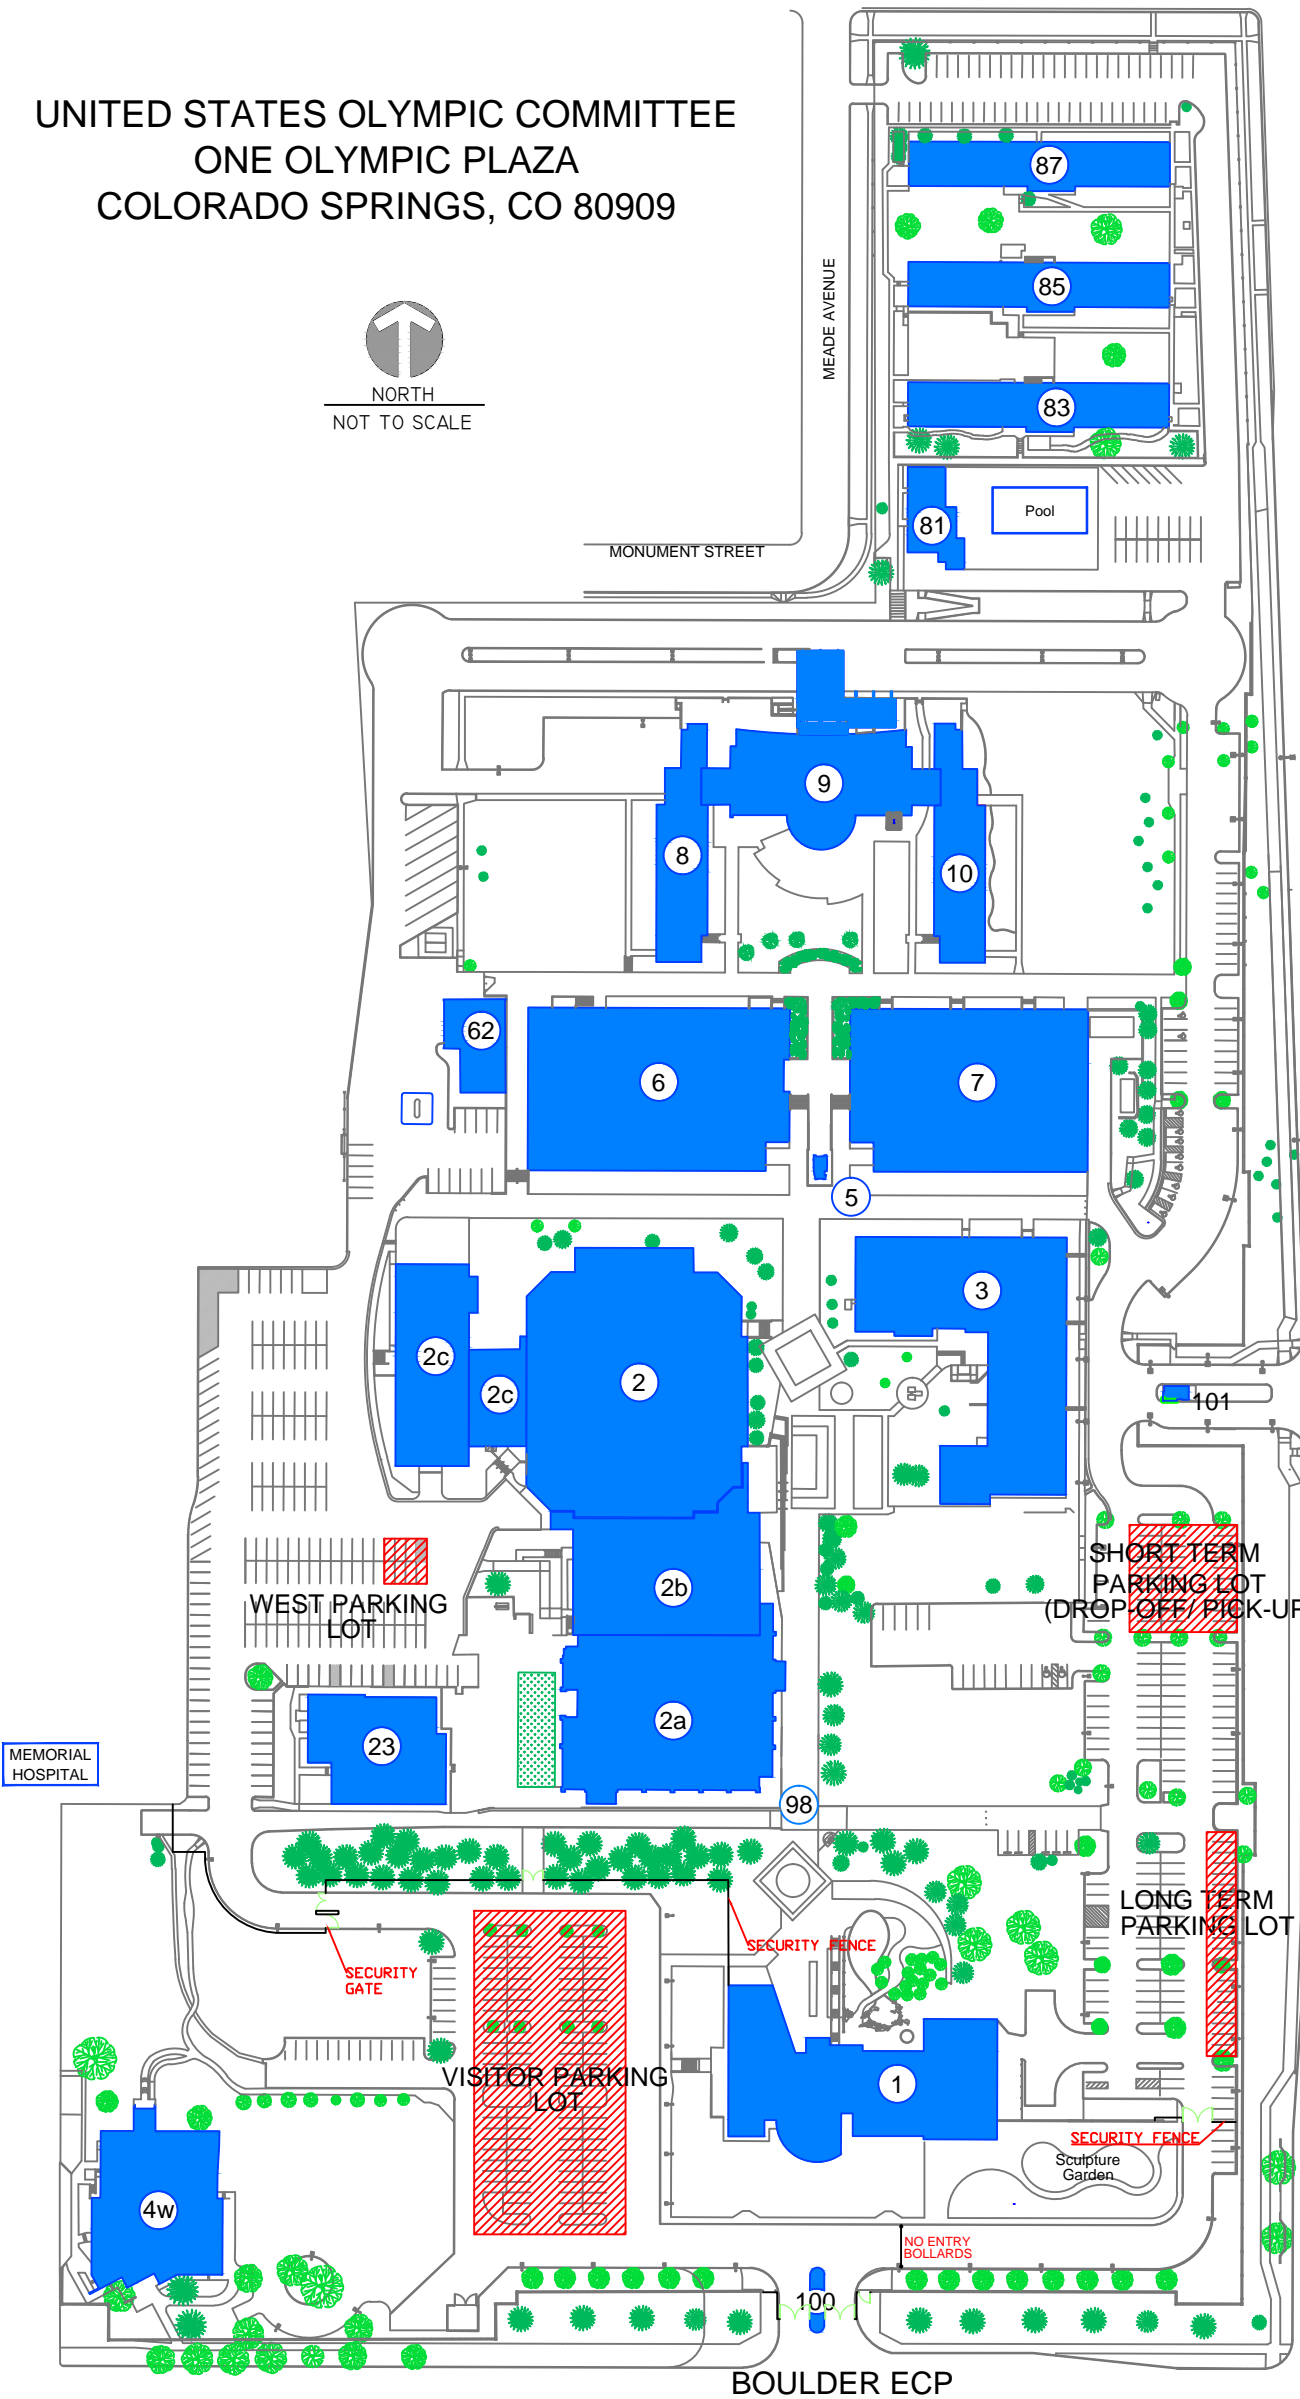 UNITED STATES OLYMPIC COMMITTEE
ONE OLYMPIC PLAZA
COLORADO SPRINGS, CO 80909
NORTH
NOT TO SCALE
MEADE AVENUE
MONUMENT STREET
87
85
83
81
Pool
9
8
10
62
6
7
5
3
2c
2c
2
101
2b
SHORT TERM
PARKING LOT
(DROP-OFF/ PICK-UP
WEST PARKING
LOT
2a
23
MEMORIAL
HOSPITAL
98
LONG TERM
PARKING LOT
SECURITY FENCE
SECURITY
GATE
VISITOR PARKING
LOT
1
SECURITY FENCE
Sculpture
Garden
4w
NO ENTRY
BOLLARDS
100
BOULDER ECP